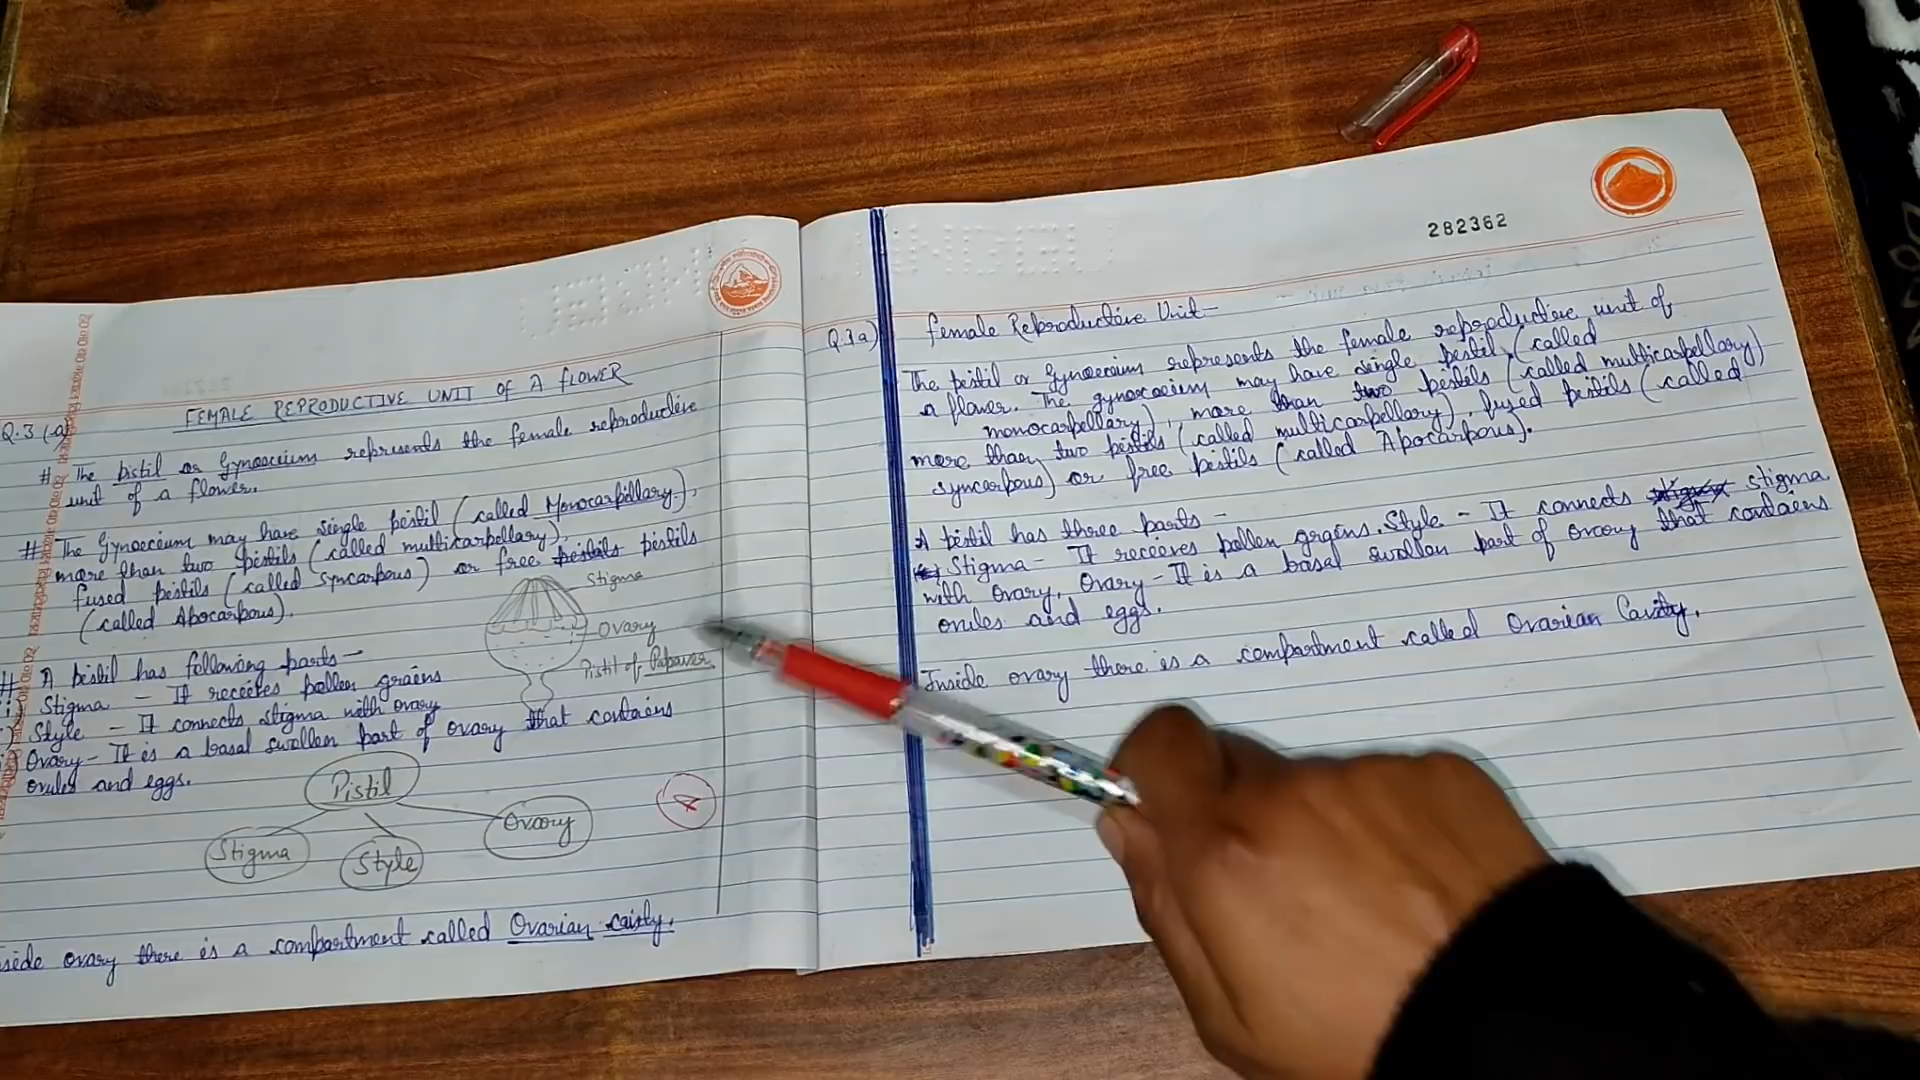 FEMALE REPRODUCTIVE UNIT OF A FLOWER
Q.3 (a)
# The pistil or Gynoecium represents the female reproductive
unit of a flower.
# The Gynoecium may have single pistil (called Monocarpellary),
more than two pistils (called multicarpellary),
fused pistils (called Syncarpous) or free pistils pistils
(called Apocarpous).
Stigma
Ovary
Pistil of Papaver
# A pistil has following parts—
Stigma - It receives pollen grains
Style - It connects stigma with ovary
Ovary - It is a basal swollen part of ovary that contains
ovules and eggs.
Pistil
Stigma
Style
Ovary
side ovary there is a compartment called Ovarian cavity.
282362
Q.3a)
female Reproductive Unit-
The pistil or Gynoecium represents the female reproductive unit of
a flower. The gynoecium may have single pistil (called
monocarpellary), more than two pistils (called multicarpellary)
more than two pistils (called multicarpellary), fused pistils (called
syncarpous) or free pistils (called Apocarpous).
A pistil has three parts -
Stigma - It receives pollen grains. Style - It connects stigma
with ovary. Ovary - It is a basal swollen part of ovary that contains
ovules and eggs.
Inside ovary there is a compartment called Ovarian Cavity.